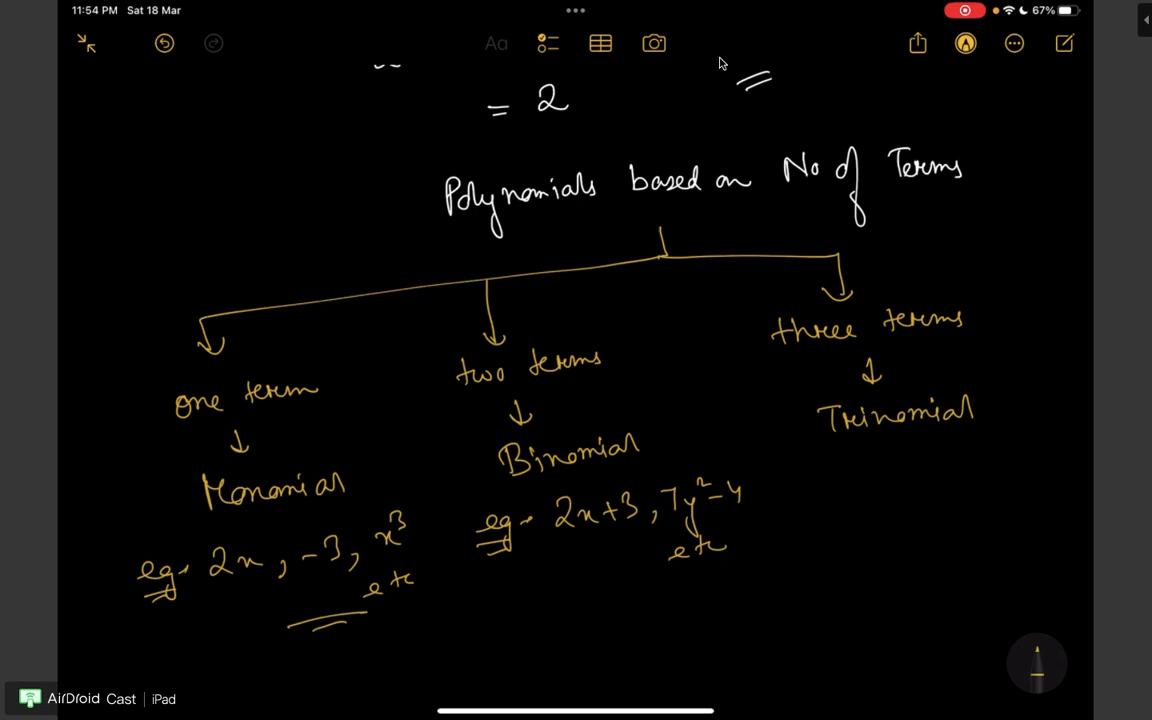 11:54 PM Sat 18 Mar
67%
Aa
= 2
Polynomials based on No of Terms
one term
two terms
three terms
Monomial
Binomial
Trinomial
eg. 2x, -3, x³ etc
eg. 2x+3, 7y²-4 etc
AirDroid Cast | iPad